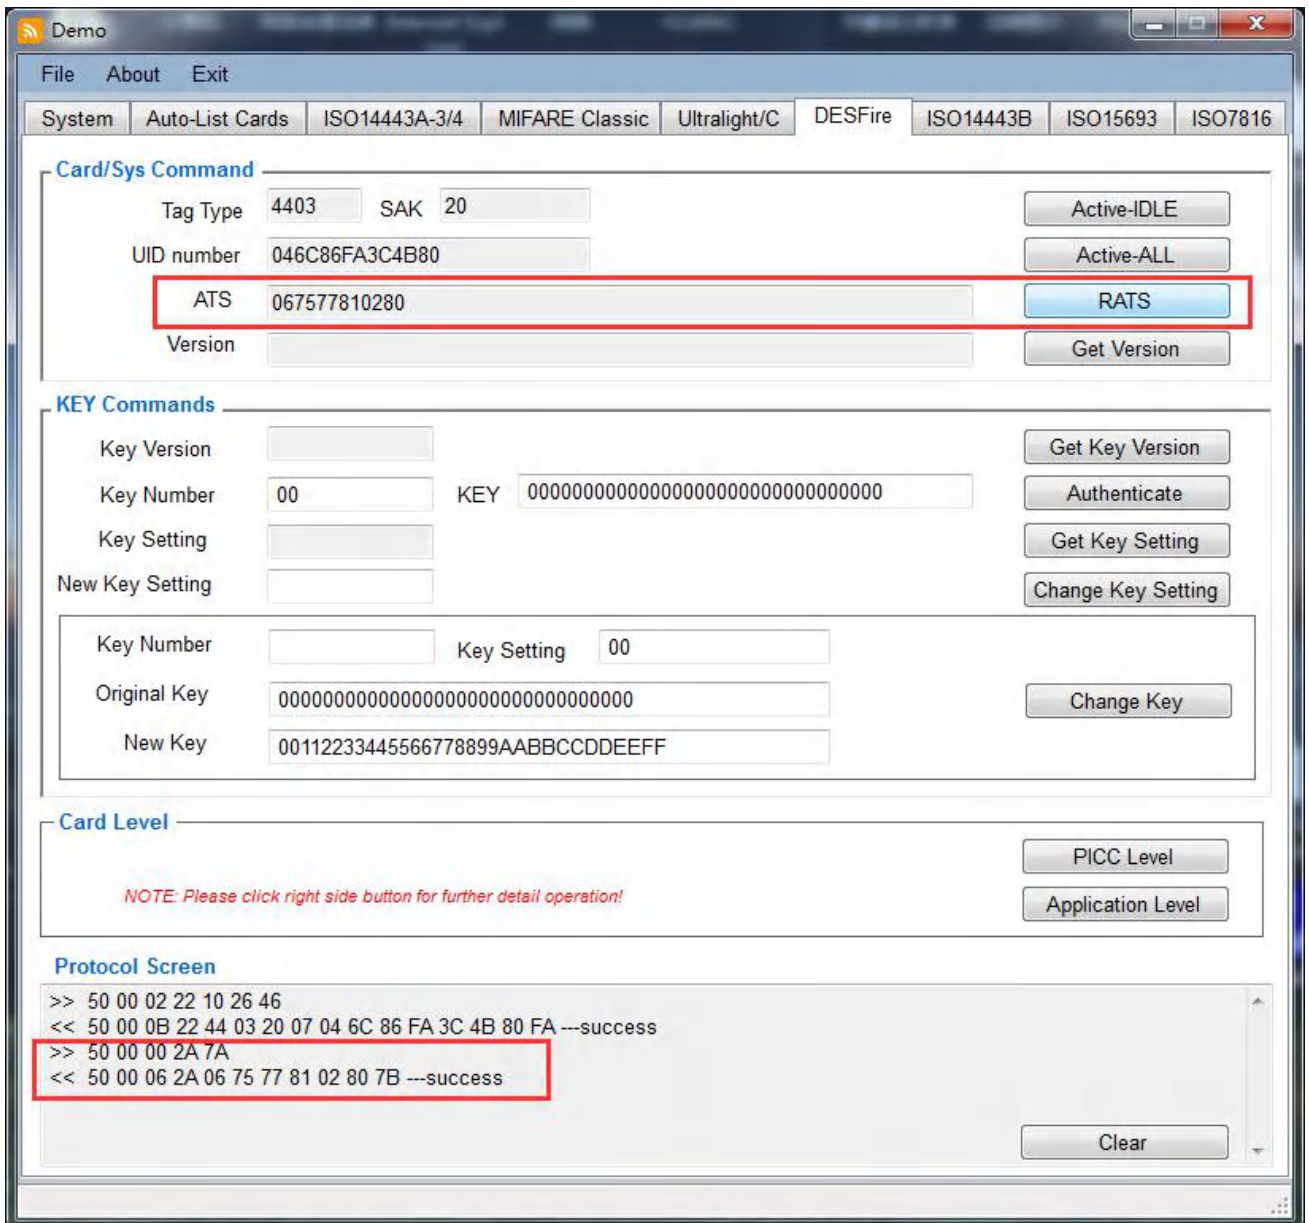 Demo
File About Exit
System Auto-List Cards ISO14443A-3/4 MIFARE Classic Ultralight/C DESFire ISO14443B ISO15693 ISO7816
Card/Sys Command
Tag Type 4403 SAK 20 Active-IDLE
UID number 046C86FA3C4B80 Active-ALL
ATS 067577810280 RATS
Version Get Version
KEY Commands
Key Version Get Key Version
Key Number 00 KEY 00000000000000000000000000000000 Authenticate
Key Setting Get Key Setting
New Key Setting Change Key Setting
Key Number Key Setting 00
Original Key 00000000000000000000000000000000 Change Key
New Key 00112233445566778899AABBCCDDEEFF
Card Level
PICC Level
NOTE: Please click right side button for further detail operation!
Application Level
Protocol Screen
>> 50 00 02 22 10 26 46
<< 50 00 0B 22 44 03 20 07 04 6C 86 FA 3C 4B 80 FA ---success
>> 50 00 00 2A 7A
<< 50 00 06 2A 06 75 77 81 02 80 7B ---success
Clear